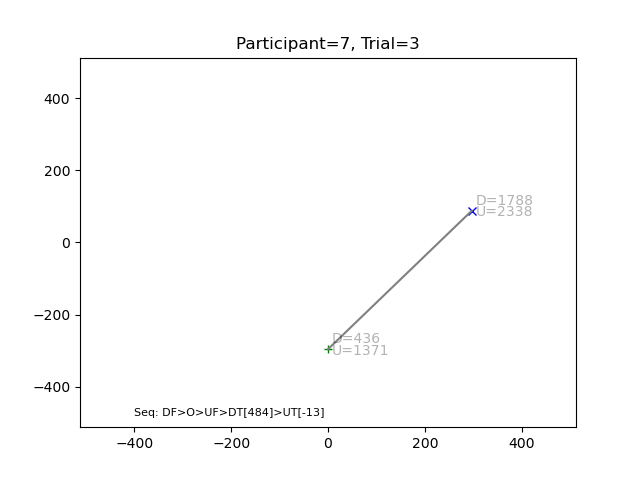 Participant=7, Trial=3
400
200
0
−200
−400
D=1788
U=2338
D=436
U=1371
Seq: DF>O>UF>DT[484]>UT[-13]
−400 −200 0 200 400